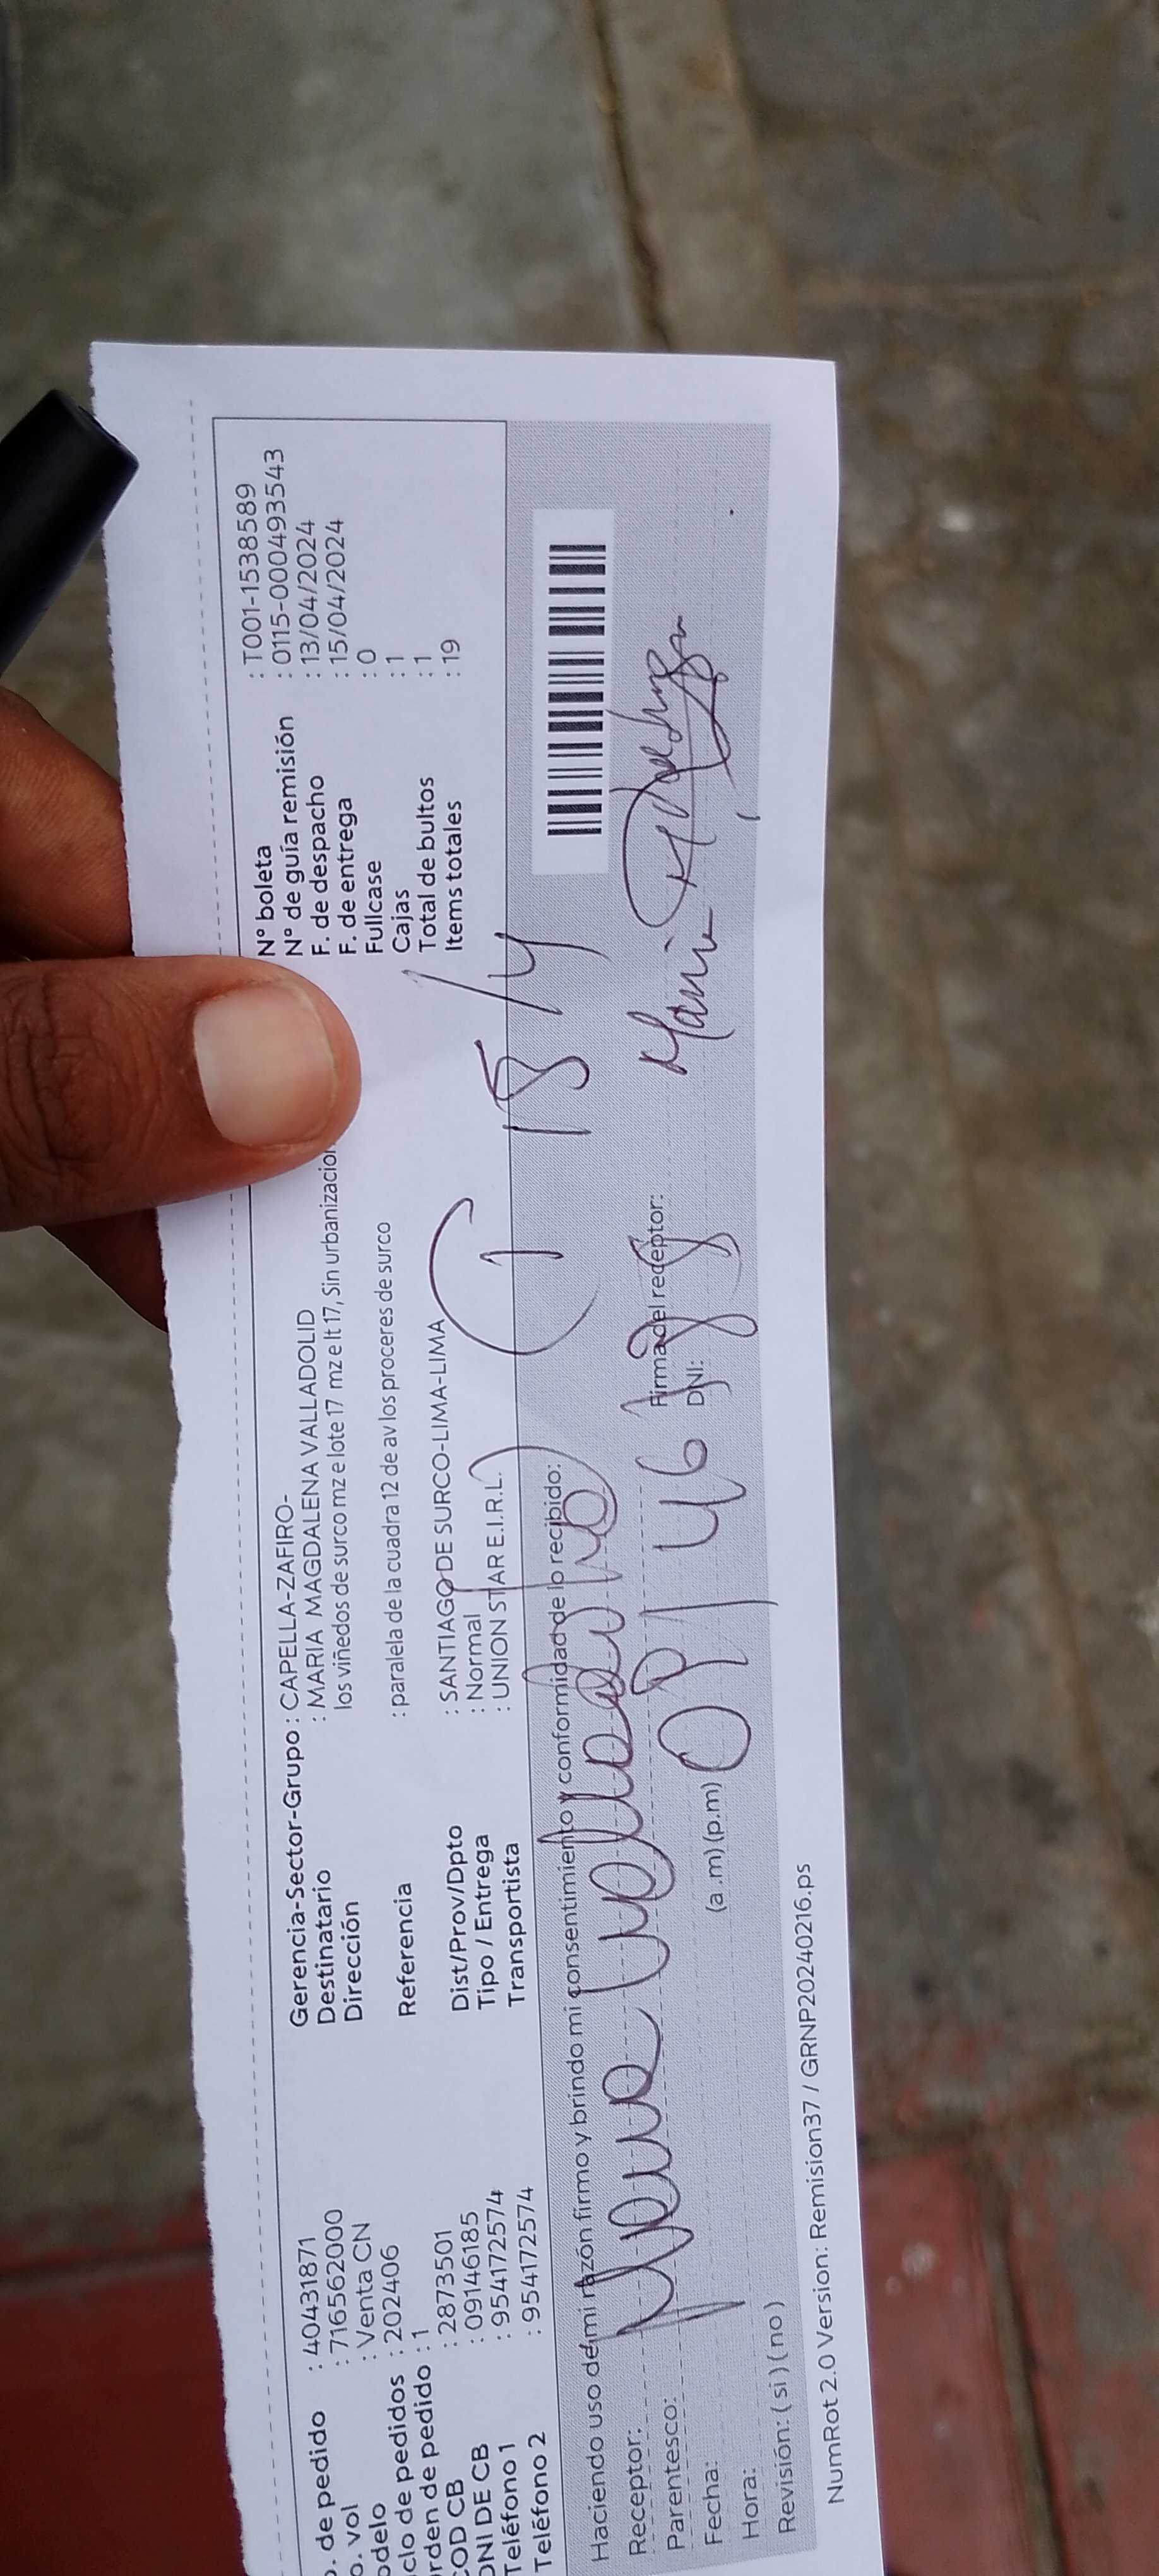 o. de pedido : 40431871
o. vol : 716562000
odelo : Venta CN
clo de pedidos : 202406
rden de pedido : 1
COD CB : 2873501
DNI DE CB : 09146185
Teléfono 1 : 954172574
Teléfono 2 : 954172574
Gerencia-Sector-Grupo : CAPELLA-ZAFIRO-
Destinatario : MARIA MAGDALENA VALLADOLID
Dirección los viñedos de surco mz e lote 17 mz e lt 17, Sin urbanizacion
Referencia : paralela de la cuadra 12 de av los proceres de surco
Dist/Prov/Dpto : SANTIAGO DE SURCO-LIMA-LIMA
Tipo / Entrega : Normal
Transportista : UNION STAR E.I.R.L.
N° boleta : T001-1538589
N° de guía remisión : 0115-000493543
F. de despacho : 13/04/2024
F. de entrega : 15/04/2024
Fullcase : 0
Cajas : 1
Total de bultos : 1
Items totales : 19
Haciendo uso de mi razón firmo y brindo mi consentimiento y conformidad de lo recibido:
15/4
Receptor:
Parentesco:
Fecha:
Hora: (a.m) (p.m)
Revisión: ( si ) ( no )
Firma del receptor:
DNI:
NumRot 2.0 Version: Remision37 / GRNP20240216.ps